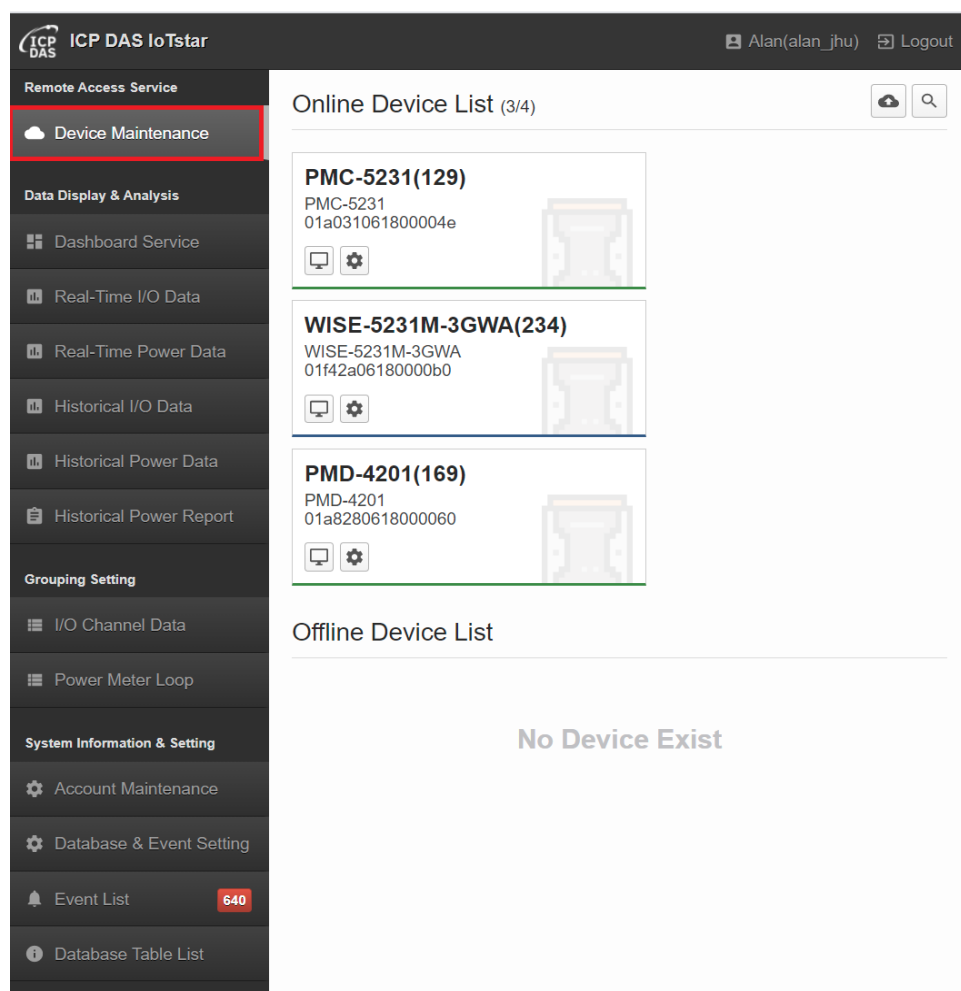 ICP DAS
ICP DAS IoTstar
Alan(alan_jhu)
Logout
Remote Access Service
Device Maintenance
Data Display & Analysis
Dashboard Service
Real-Time I/O Data
Real-Time Power Data
Historical I/O Data
Historical Power Data
Historical Power Report
Grouping Setting
I/O Channel Data
Power Meter Loop
System Information & Setting
Account Maintenance
Database & Event Setting
Event List 640
Database Table List
Online Device List (3/4)
PMC-5231(129)
PMC-5231
01a031061800004e
WISE-5231M-3GWA(234)
WISE-5231M-3GWA
01f42a06180000b0
PMD-4201(169)
PMD-4201
01a8280618000060
Offline Device List
No Device Exist